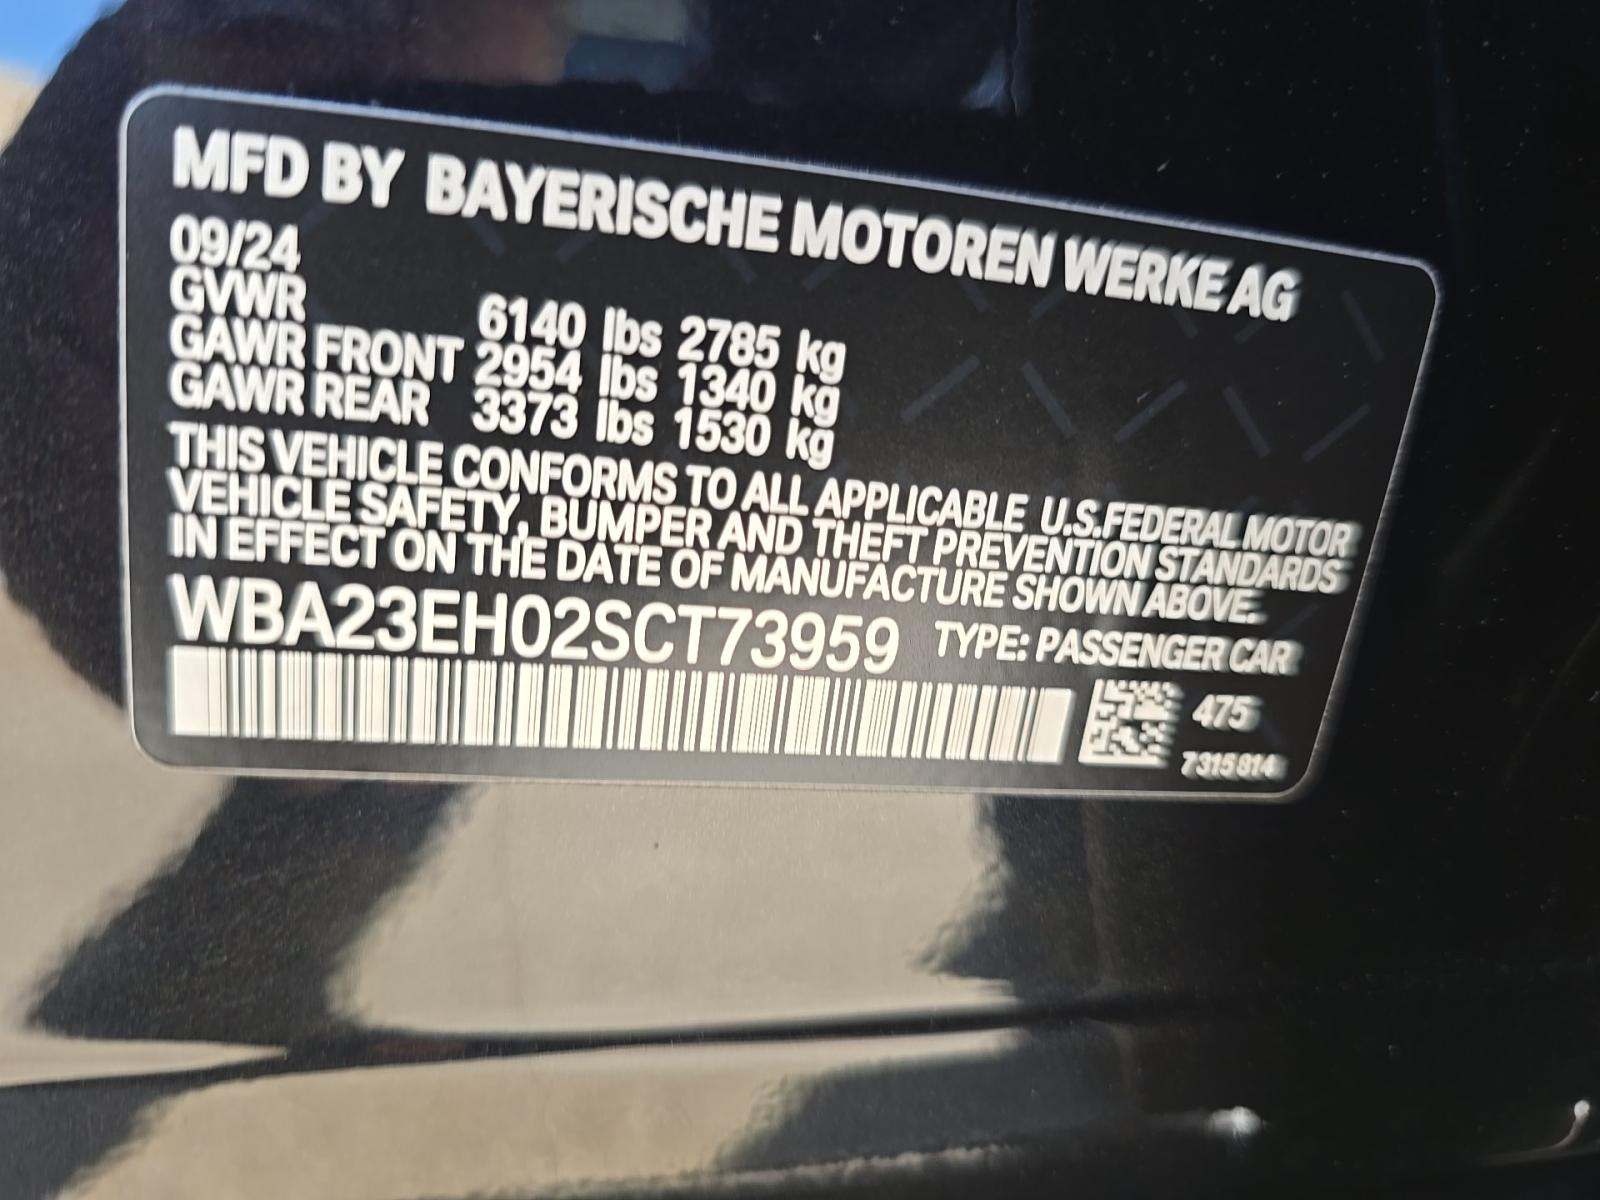 MFD BY BAYERISCHE MOTOREN WERKE AG
09/24
GVWR 6140 lbs 2785 kg
GAWR FRONT 2954 lbs 1340 kg
GAWR REAR 3373 lbs 1530 kg
THIS VEHICLE CONFORMS TO ALL APPLICABLE U.S.FEDERAL MOTOR
VEHICLE SAFETY, BUMPER AND THEFT PREVENTION STANDARDS
IN EFFECT ON THE DATE OF MANUFACTURE SHOWN ABOVE.
WBA23EH02SCT73959 TYPE: PASSENGER CAR
475
7315814